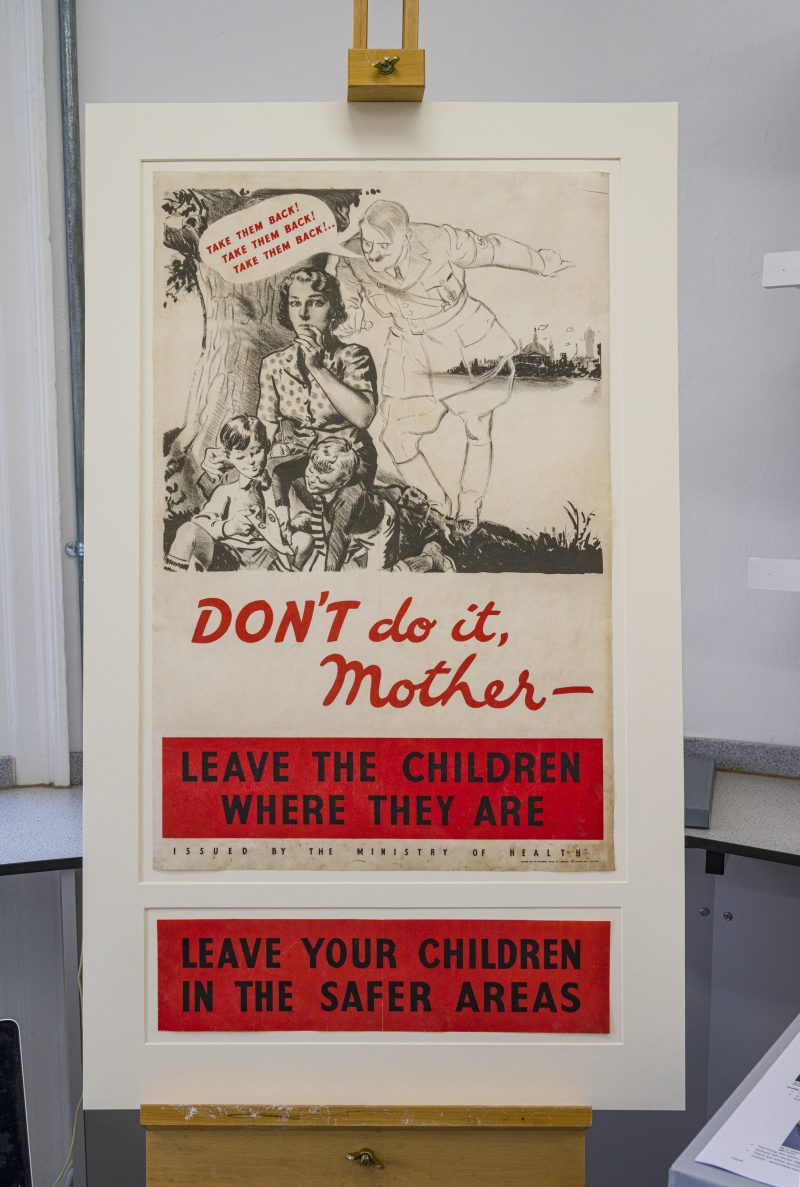 TAKE THEM BACK!
TAKE THEM BACK!
TAKE THEM BACK!..
DON'T do it,
Mother—
LEAVE THE CHILDREN
WHERE THEY ARE
ISSUED BY THE MINISTRY OF HEALTH
LEAVE YOUR CHILDREN
IN THE SAFER AREAS